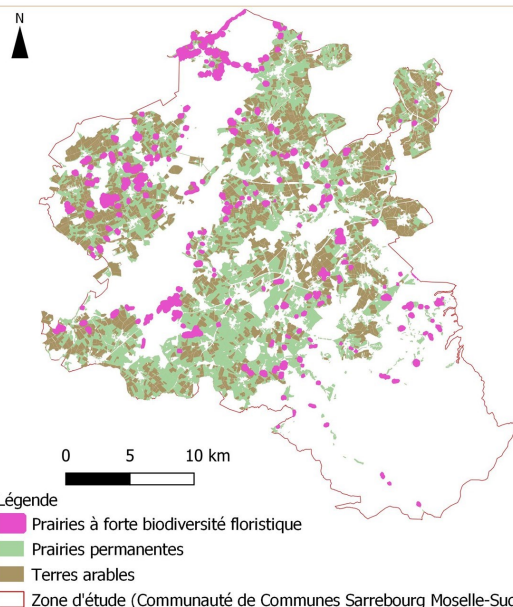 N
0 5 10 km
Légende
Prairies à forte biodiversité floristique
Prairies permanentes
Terres arables
Zone d'étude (Communauté de Communes Sarrebourg Moselle-Sud